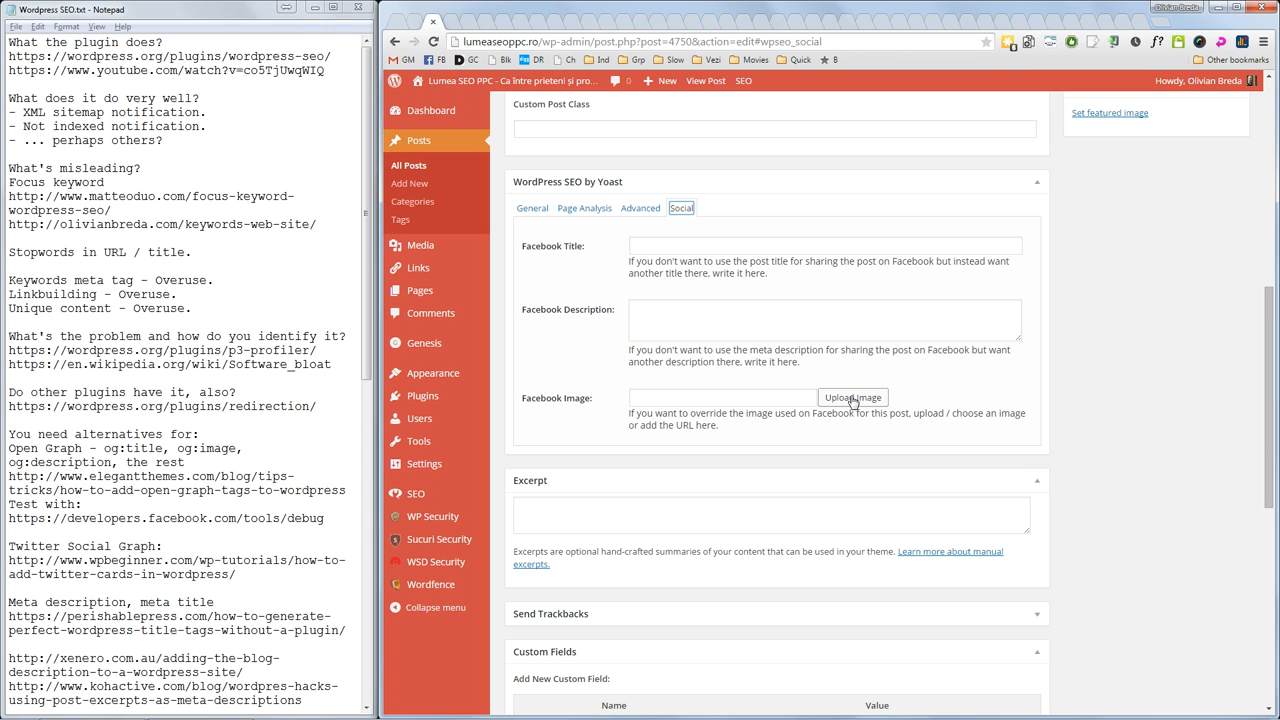 Wordpress SEO.txt - Notepad
File Edit Format View Help
What the plugin does?
https://wordpress.org/plugins/wordpress-seo/
https://www.youtube.com/watch?v=co5TjUwqWIQ
What does it do very well?
- XML sitemap notification.
- Not indexed notification.
- ... perhaps others?
What's misleading?
Focus keyword
http://www.matteoduo.com/focus-keyword-
wordpress-seo/
http://olivianbreda.com/keywords-web-site/
Stopwords in URL / title.
Keywords meta tag - Overuse.
Linkbuilding - Overuse.
Unique content - Overuse.
What's the problem and how do you identify it?
https://wordpress.org/plugins/p3-profiler/
https://en.wikipedia.org/wiki/Software_bloat
Do other plugins have it, also?
https://wordpress.org/plugins/redirection/
You need alternatives for:
Open Graph - og:title, og:image,
og:description, the rest
http://www.elegantthemes.com/blog/tips-
tricks/how-to-add-open-graph-tags-to-wordpress
Test with:
https://developers.facebook.com/tools/debug
Twitter Social Graph:
http://www.wpbeginner.com/wp-tutorials/how-to-
add-twitter-cards-in-wordpress/
Meta description, meta title
https://perishablepress.com/how-to-generate-
perfect-wordpress-title-tags-without-a-plugin/
http://xenero.com.au/adding-the-blog-
description-to-a-wordpress-site/
http://www.kohactive.com/blog/wordpres-hacks-
using-post-excerpts-as-meta-descriptions
Olivian Breda
lumeaseoppc.ro/wp-admin/post.php?post=4750&action=edit#wpseo_social
GM FB GC Blk DR Ch Ind Grp Slow Vezi Movies Quick B Other bookmarks
Lumea SEO PPC - Ca între prieteni și pro... 0 New View Post SEO Howdy, Olivian Breda
Dashboard
Posts
All Posts
Add New
Categories
Tags
Media
Links
Pages
Comments
Genesis
Appearance
Plugins
Users
Tools
Settings
SEO
WP Security
Sucuri Security
WSD Security
Wordfence
Collapse menu
Custom Post Class
Set featured image
WordPress SEO by Yoast
General Page Analysis Advanced Social
Facebook Title:
If you don't want to use the post title for sharing the post on Facebook but instead want
another title there, write it here.
Facebook Description:
If you don't want to use the meta description for sharing the post on Facebook but want
another description there, write it here.
Facebook Image: Upload Image
If you want to override the image used on Facebook for this post, upload / choose an image
or add the URL here.
Excerpt
Excerpts are optional hand-crafted summaries of your content that can be used in your theme. Learn more about manual
excerpts.
Send Trackbacks
Custom Fields
Add New Custom Field:
Name Value